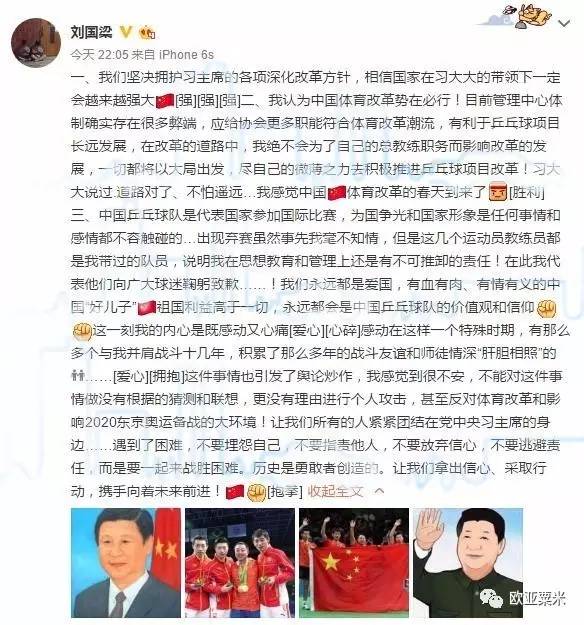 刘国梁
今天 22:05 来自 iPhone 6s
一、我们坚决拥护习主席的各项深化改革方针，相信国家在习大大的带领下一定
会越来越强大[强][强][强]二、我认为中国体育改革势在必行！目前管理中心体
制确实存在很多弊端，应给协会更多职能符合体育改革潮流，有利于乒乓球项目
长远发展，在改革的道路中，我绝不会为了自己的总教练职务而影响改革的发
展，一切都将以大局出发，尽自己的微薄之力去积极推进乒乓球项目改革！习大
大说过.道路对了、不怕遥远…我感觉中国体育改革的春天到来了[胜利]
三、中国乒乓球队是代表国家参加国际比赛，为国争光和国家形象是任何事情和
感情都不容触碰的…出现弃赛虽然事先我毫不知情，但是这几个运动员教练员都
是我带过的队员，说明我在思想教育和管理上还是有不可推卸的责任！在此我代
表他们向广大球迷鞠躬致歉……！我们永远都是爱国，有血有肉、有情有义的中
国“好儿子”祖国利益高于一切，永远都会是中国乒乓球队的价值观和信仰
这一刻我的内心是既感动又心痛[爱心][心碎]感动在这样一个特殊时期，有那么
多个与我并肩战斗十几年，积累了那么多年的战斗友谊和师徒情深“肝胆相照”的
……[爱心][拥抱]这件事情也引发了舆论炒作，我感觉到很不安，不能对这件事
情做没有根据的猜测和联想，更没有理由进行个人攻击，甚至反对体育改革和影
响2020东京奥运备战的大环境！让我们所有的人紧紧团结在党中央习主席的身
边……遇到了困难，不要埋怨自己，不要指责他人，不要放弃信心，不要逃避责
任，而是要一起来战胜困难。历史是勇敢者创造的。让我们拿出信心、采取行
动，携手向着未来前进！[抱拳] 收起全文
欧亚粟米